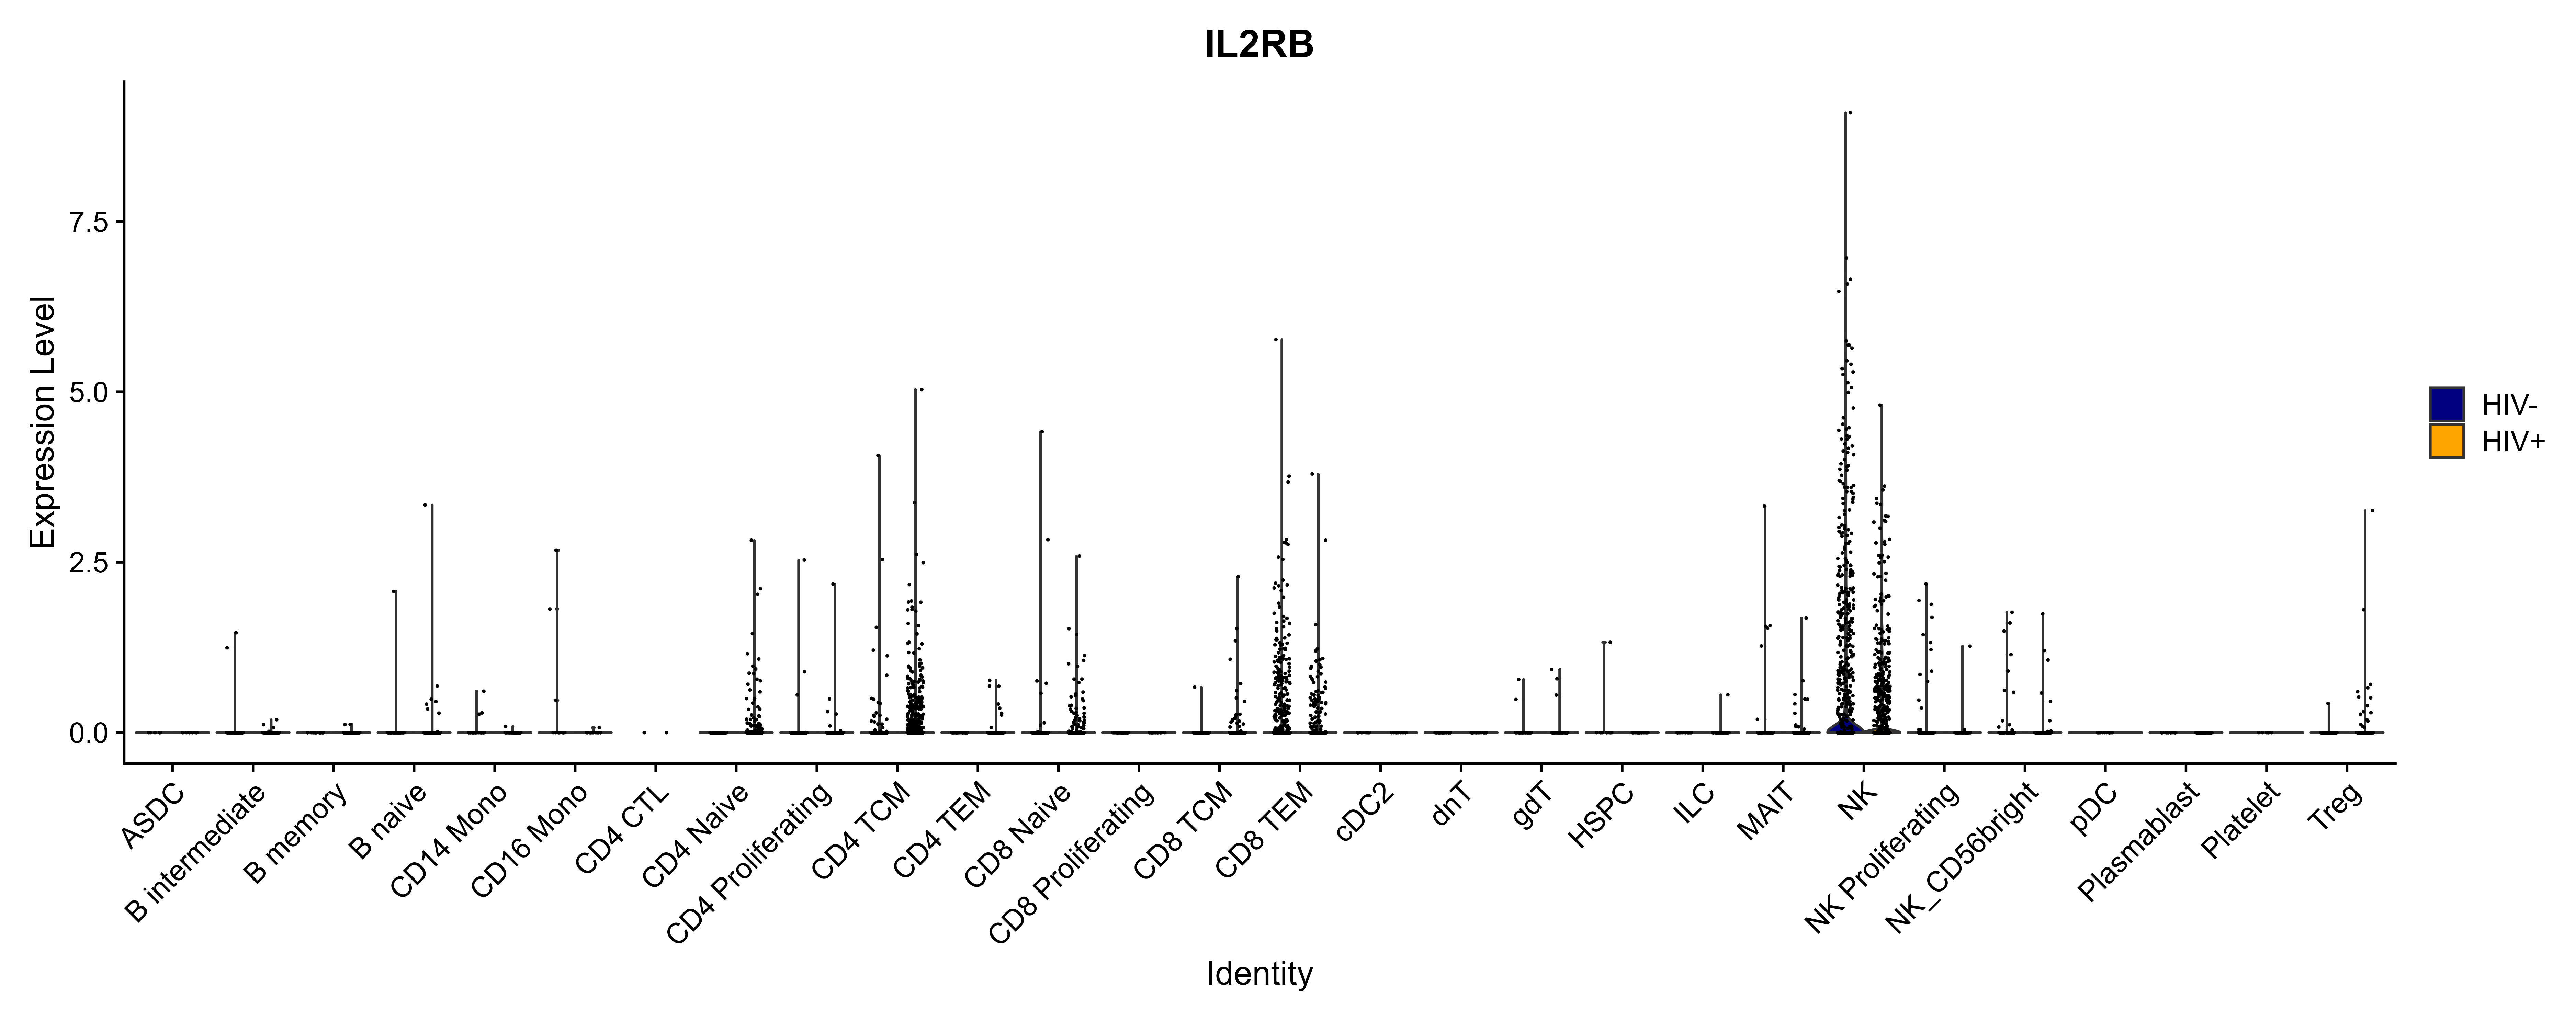 IL2RB
Expression Level
7.5
5.0
2.5
0.0
HIV-
HIV+
ASDC
B intermediate
B memory
B naive
CD14 Mono
CD16 Mono
CD4 CTL
CD4 Naive
CD4 Proliferating
CD4 TCM
CD4 TEM
CD8 Naive
CD8 Proliferating
CD8 TCM
CD8 TEM
cDC2
dnT
gdT
HSPC
ILC
MAIT
NK
NK Proliferating
NK_CD56bright
pDC
Plasmablast
Platelet
Treg
Identity